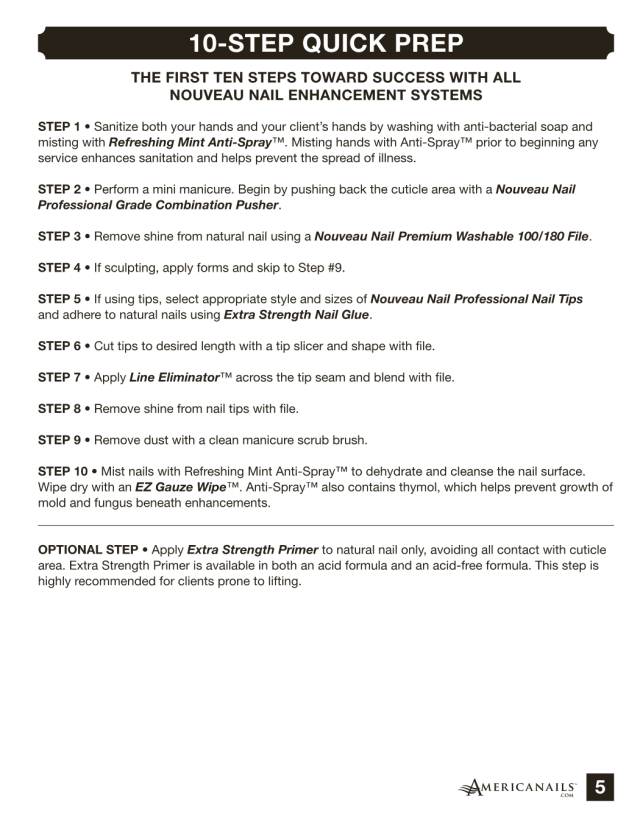 10-STEP QUICK PREP
THE FIRST TEN STEPS TOWARD SUCCESS WITH ALL
NOUVEAU NAIL ENHANCEMENT SYSTEMS
STEP 1 • Sanitize both your hands and your client's hands by washing with anti-bacterial soap and
misting with Refreshing Mint Anti-Spray™. Misting hands with Anti-Spray™ prior to beginning any
service enhances sanitation and helps prevent the spread of illness.
STEP 2 • Perform a mini manicure. Begin by pushing back the cuticle area with a Nouveau Nail
Professional Grade Combination Pusher.
STEP 3 • Remove shine from natural nail using a Nouveau Nail Premium Washable 100/180 File.
STEP 4 • If sculpting, apply forms and skip to Step #9.
STEP 5 • If using tips, select appropriate style and sizes of Nouveau Nail Professional Nail Tips
and adhere to natural nails using Extra Strength Nail Glue.
STEP 6 • Cut tips to desired length with a tip slicer and shape with file.
STEP 7 • Apply Line Eliminator™ across the tip seam and blend with file.
STEP 8 • Remove shine from nail tips with file.
STEP 9 • Remove dust with a clean manicure scrub brush.
STEP 10 • Mist nails with Refreshing Mint Anti-Spray™ to dehydrate and cleanse the nail surface.
Wipe dry with an EZ Gauze Wipe™. Anti-Spray™ also contains thymol, which helps prevent growth of
mold and fungus beneath enhancements.
OPTIONAL STEP • Apply Extra Strength Primer to natural nail only, avoiding all contact with cuticle
area. Extra Strength Primer is available in both an acid formula and an acid-free formula. This step is
highly recommended for clients prone to lifting.
AMERICANAILS™ 5
.COM